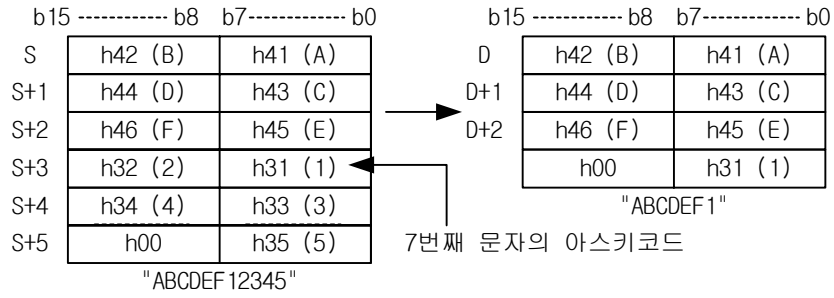 b15 ------------- b8 b7------------- b0 b15 ------------- b8 b7------------- b0
S h42 (B) h41 (A) D h42 (B) h41 (A)
S+1 h44 (D) h43 (C) D+1 h44 (D) h43 (C)
S+2 h46 (F) h45 (E) D+2 h46 (F) h45 (E)
S+3 h32 (2) h31 (1) h00 h31 (1)
S+4 h34 (4) h33 (3) "ABCDEF1"
S+5 h00 h35 (5) 7번째 문자의 아스키코드
"ABCDEF12345"